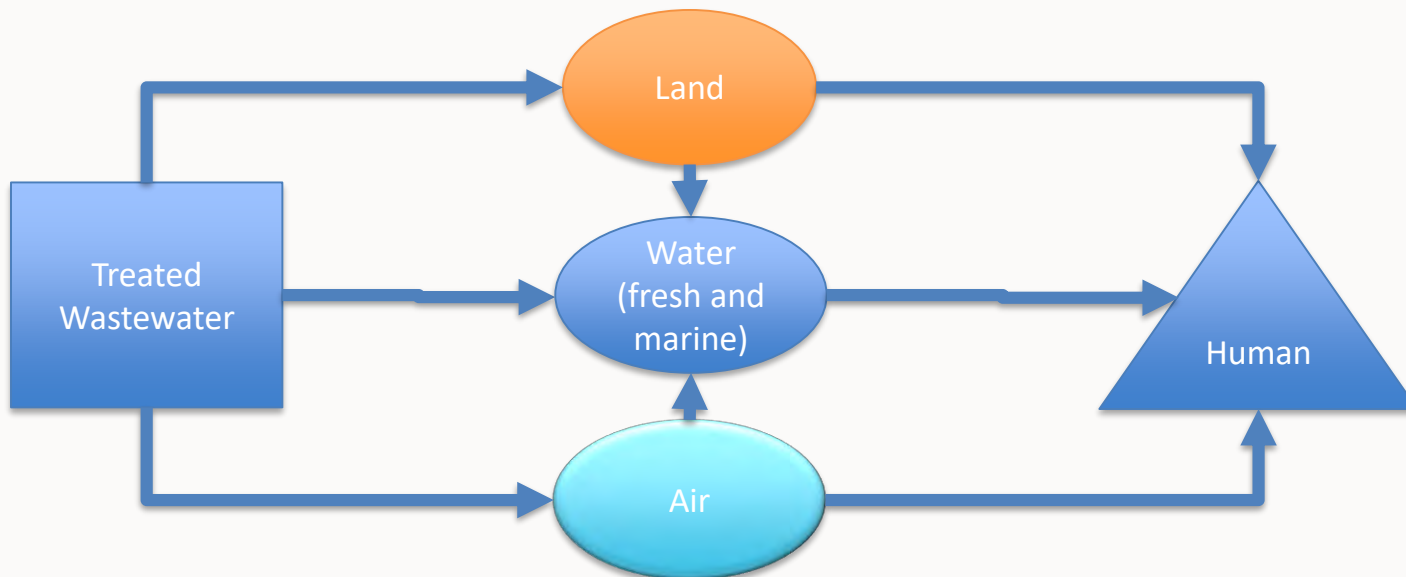 Land
Treated
Wastewater
Water
(fresh and
marine)
Human
Air